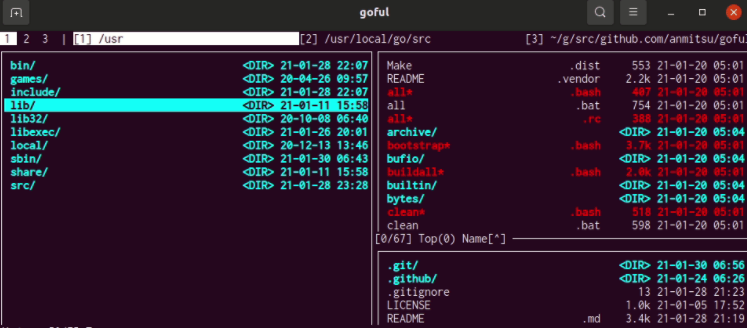 goful
1 2 3 | [1] /usr [2] /usr/local/go/src [3] ~/g/src/github.com/anmitsu/goful
bin/ <DIR> 21-01-28 22:07
games/ <DIR> 20-04-26 09:57
include/ <DIR> 21-01-28 22:07
lib/ <DIR> 21-01-11 15:58
lib32/ <DIR> 20-10-08 06:40
libexec/ <DIR> 21-01-26 20:01
local/ <DIR> 20-12-13 13:46
sbin/ <DIR> 21-01-30 06:43
share/ <DIR> 21-01-11 15:58
src/ <DIR> 21-01-28 23:28
Make .dist 553 21-01-20 05:01
README .vendor 2.2k 21-01-20 05:01
all* .bash 407 21-01-20 05:01
all .bat 754 21-01-20 05:01
all* .rc 388 21-01-20 05:01
archive/ <DIR> 21-01-20 05:04
bootstrap* .bash 3.7k 21-01-20 05:01
bufio/ <DIR> 21-01-20 05:04
buildall* .bash 2.0k 21-01-20 05:01
builtin/ <DIR> 21-01-20 05:04
bytes/ <DIR> 21-01-20 05:04
clean* .bash 518 21-01-20 05:01
clean .bat 598 21-01-20 05:01
[0/67] Top(0) Name[^]
.git/ <DIR> 21-01-30 06:56
.github/ <DIR> 21-01-24 06:26
.gitignore 13 21-01-28 21:23
LICENSE 1.0k 21-01-05 17:52
README .md 3.4k 21-01-28 21:19